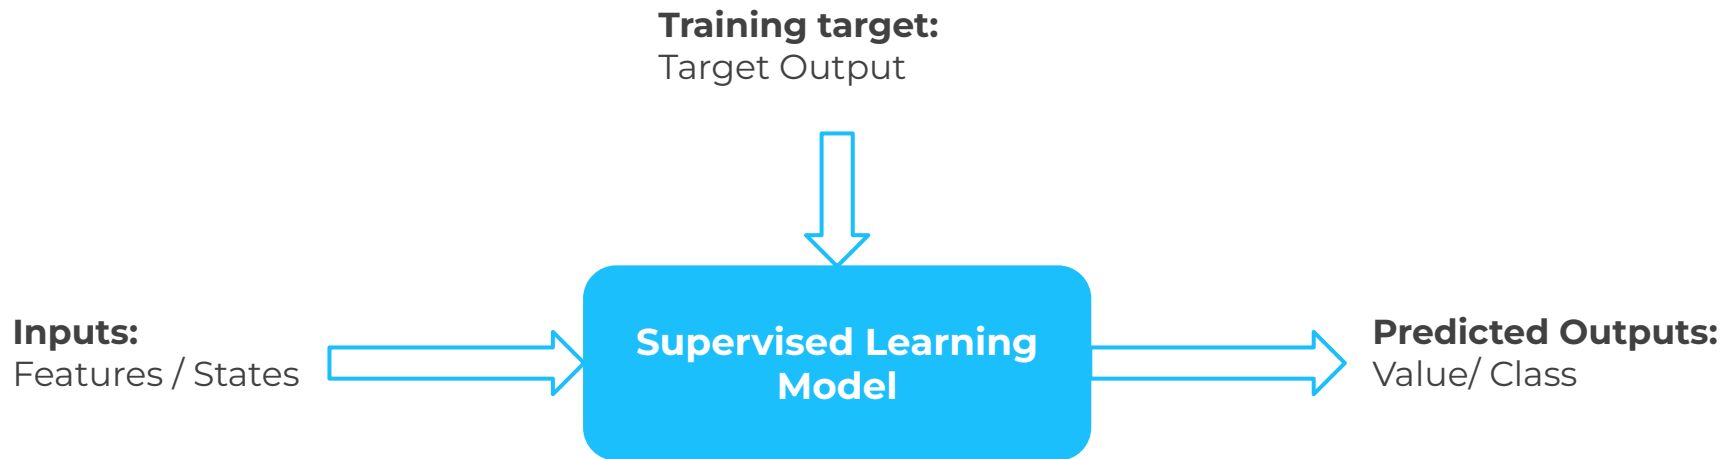 Training target:
Target Output
Inputs:
Features / States
Supervised Learning
Model
Predicted Outputs:
Value/ Class